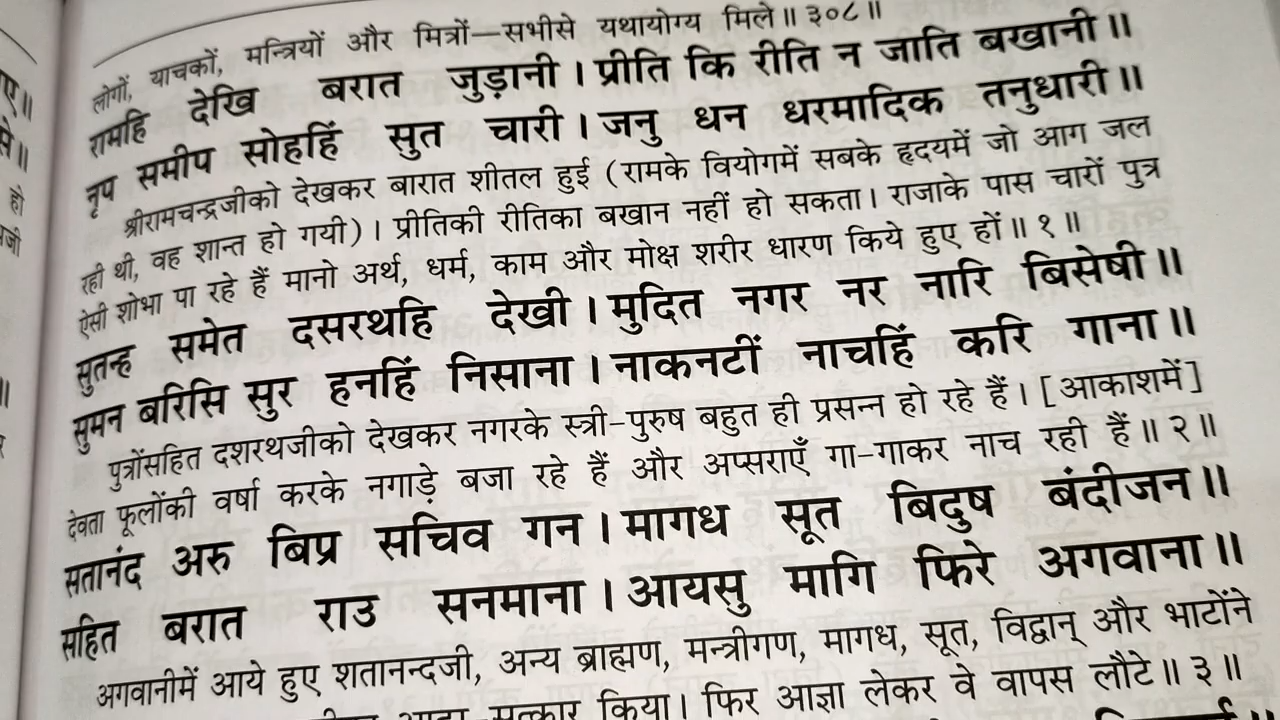 लोगों, याचकों, मन्त्रियों और मित्रों—सभीसे यथायोग्य मिले॥ ३०८॥
रामहि देखि बरात जुड़ानी। प्रीति कि रीति न जाति बखानी॥
नृप समीप सोहहिं सुत चारी। जनु धन धरमादिक तनुधारी॥
श्रीरामचन्द्रजीको देखकर बारात शीतल हुई (रामके वियोगमें सबके हृदयमें जो आग जल
रही थी, वह शान्त हो गयी)। प्रीतिकी रीतिका बखान नहीं हो सकता। राजाके पास चारों पुत्र
ऐसी शोभा पा रहे हैं मानो अर्थ, धर्म, काम और मोक्ष शरीर धारण किये हुए हों॥ १॥
सुतन्ह समेत दसरथहि देखी। मुदित नगर नर नारि बिसेषी॥
सुमन बरिसि सुर हनहिं निसाना। नाकनटीं नाचहिं करि गाना॥
पुत्रोंसहित दशरथजीको देखकर नगरके स्त्री-पुरुष बहुत ही प्रसन्न हो रहे हैं। [आकाशमें]
देवता फूलोंकी वर्षा करके नगाड़े बजा रहे हैं और अप्सराएँ गा-गाकर नाच रही हैं॥ २॥
सतानंद अरु बिप्र सचिव गन। मागध सूत बिदुष बंदीजन॥
सहित बरात राउ सनमाना। आयसु मागि फिरे अगवाना॥
अगवानीमें आये हुए शतानन्दजी, अन्य ब्राह्मण, मन्त्रीगण, मागध, सूत, विद्वान् और भाटोंने
सत्कार किया। फिर आज्ञा लेकर वे वापस लौटे॥ ३॥